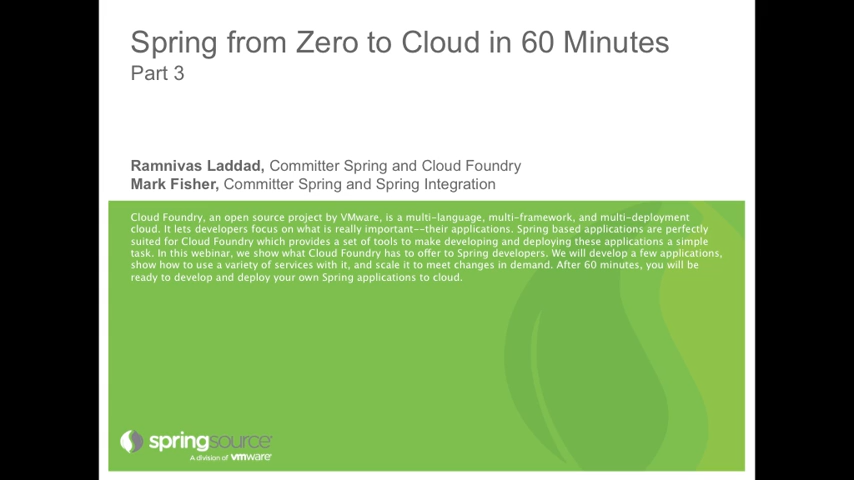 Spring from Zero to Cloud in 60 Minutes
Part 3
Ramnivas Laddad, Committer Spring and Cloud Foundry
Mark Fisher, Committer Spring and Spring Integration
Cloud Foundry, an open source project by VMware, is a multi-language, multi-framework, and multi-deployment
cloud. It lets developers focus on what is really important--their applications. Spring based applications are perfectly
suited for Cloud Foundry which provides a set of tools to make developing and deploying these applications a simple
task. In this webinar, we show what Cloud Foundry has to offer to Spring developers. We will develop a few applications,
show how to use a variety of services with it, and scale it to meet changes in demand. After 60 minutes, you will be
ready to develop and deploy your own Spring applications to cloud.
springsource
A division of vmware